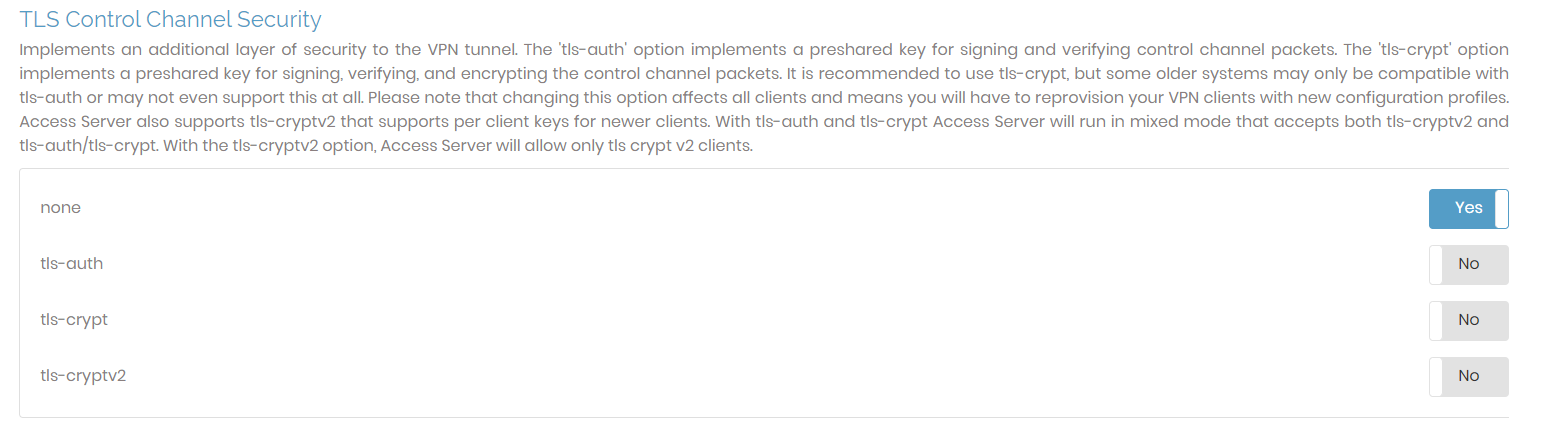 TLS Control Channel Security
Implements an additional layer of security to the VPN tunnel. The 'tls-auth' option implements a preshared key for signing and verifying control channel packets. The 'tls-crypt' option
implements a preshared key for signing, verifying, and encrypting the control channel packets. It is recommended to use tls-crypt, but some older systems may only be compatible with
tls-auth or may not even support this at all. Please note that changing this option affects all clients and means you will have to reprovision your VPN clients with new configuration profiles.
Access Server also supports tls-cryptv2 that supports per client keys for newer clients. With tls-auth and tls-crypt Access Server will run in mixed mode that accepts both tls-cryptv2 and
tls-auth/tls-crypt. With the tls-cryptv2 option, Access Server will allow only tls crypt v2 clients.
none Yes
tls-auth No
tls-crypt No
tls-cryptv2 No